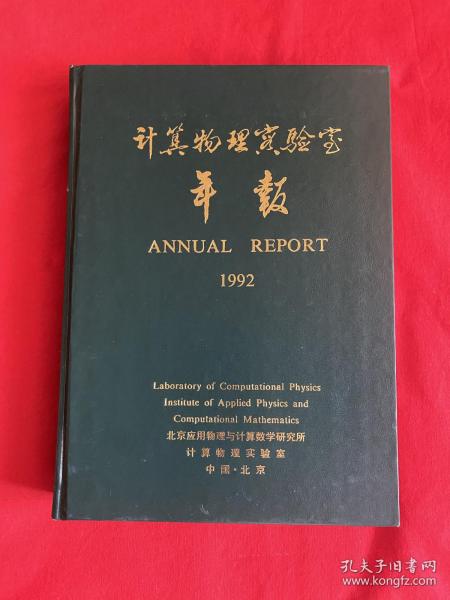 计算物理实验室
年报
ANNUAL REPORT
1992
Laboratory of Computational Physics
Institute of Applied Physics and
Computational Mathematics
北京应用物理与计算数学研究所
计算物理实验室
中国·北京
孔夫子旧书网
www.kongfz.com